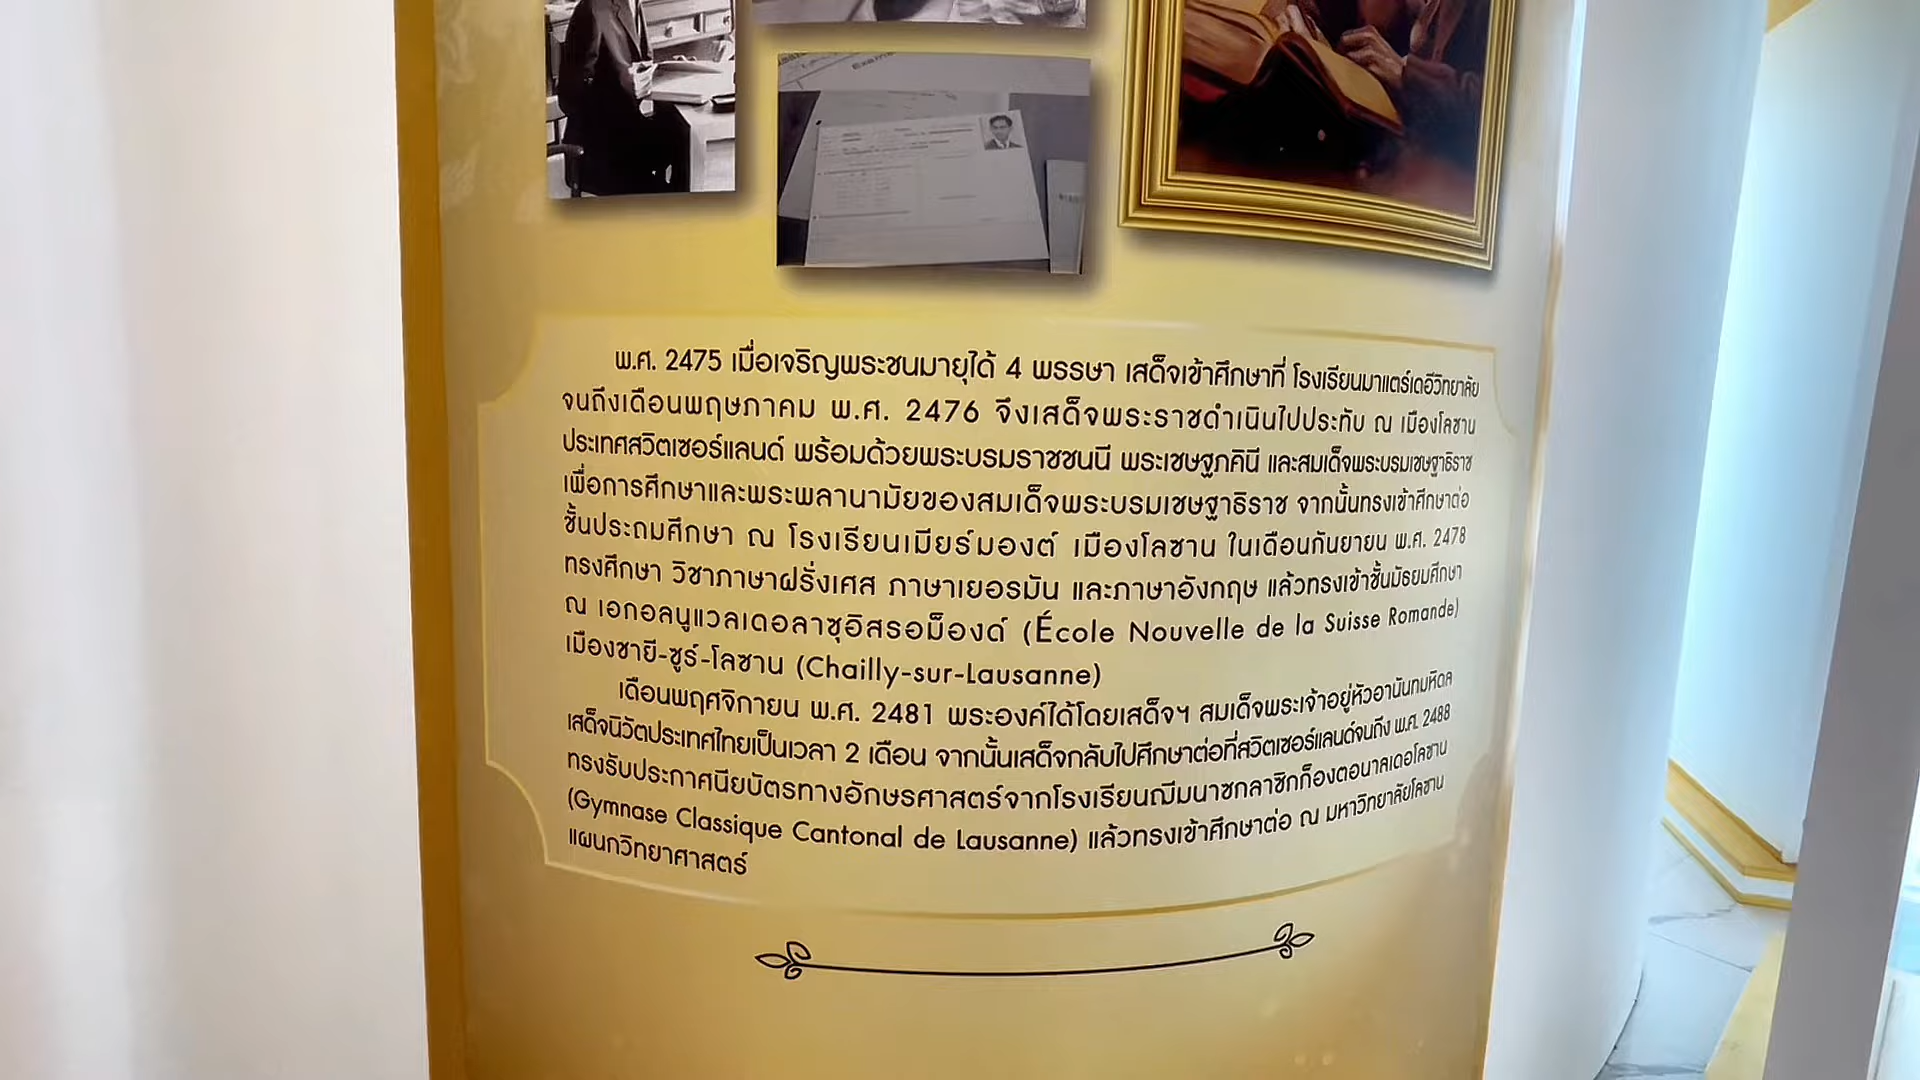 Exame
พ.ศ. 2475 เมื่อเจริญพระชนมายุได้ 4 พรรษา เสด็จเข้าศึกษาที่ โรงเรียนมาแตร์เดอีวิทยาลัย
จนถึงเดือนพฤษภาคม พ.ศ. 2476 จึงเสด็จพระราชดำเนินไปประทับ ณ เมืองโลซาน
ประเทศสวิตเซอร์แลนด์ พร้อมด้วยพระบรมราชชนนี พระเชษฐภคินี และสมเด็จพระบรมเชษฐาธิราช
เพื่อการศึกษาและพระพลานามัยของสมเด็จพระบรมเชษฐาธิราช จากนั้นทรงเข้าศึกษาต่อ
ชั้นประถมศึกษา ณ โรงเรียนเมียร์มองต์ เมืองโลซาน ในเดือนกันยายน พ.ศ. 2478
ทรงศึกษา วิชาภาษาฝรั่งเศส ภาษาเยอรมัน และภาษาอังกฤษ แล้วทรงเข้าชั้นมัธยมศึกษา
ณ เอกอลนูแวลเดอลาซุอิสรอม็องด์ (École Nouvelle de la Suisse Romande)
เมืองชายี-ซูร์-โลซาน (Chailly-sur-Lausanne)
เดือนพฤศจิกายน พ.ศ. 2481 พระองค์ได้โดยเสด็จฯ สมเด็จพระเจ้าอยู่หัวอานันทมหิดล
เสด็จนิวัตประเทศไทยเป็นเวลา 2 เดือน จากนั้นเสด็จกลับไปศึกษาต่อที่สวิตเซอร์แลนด์จนถึง พ.ศ. 2488
ทรงรับประกาศนียบัตรทางอักษรศาสตร์จากโรงเรียนฌีมนาซกลาซิกก็องตอนาลเดอโลซาน
(Gymnase Classique Cantonal de Lausanne) แล้วทรงเข้าศึกษาต่อ ณ มหาวิทยาลัยโลซาน
แผนกวิทยาศาสตร์